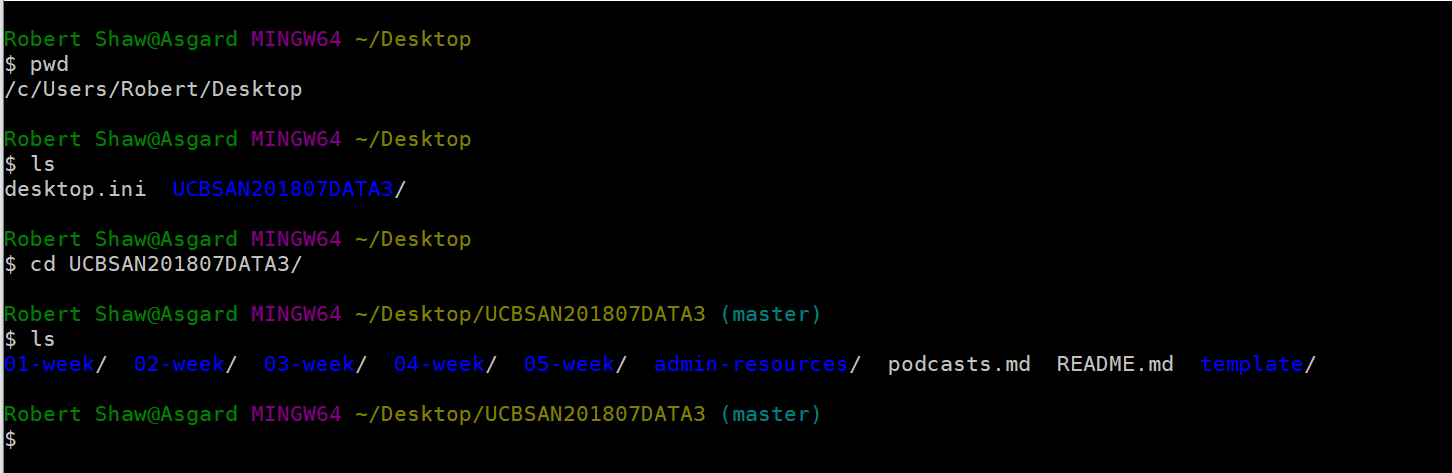 Robert Shaw@Asgard MINGW64 ~/Desktop
$ pwd
/c/Users/Robert/Desktop
Robert Shaw@Asgard MINGW64 ~/Desktop
$ ls
desktop.ini  UCBSAN201807DATA3/
Robert Shaw@Asgard MINGW64 ~/Desktop
$ cd UCBSAN201807DATA3/
Robert Shaw@Asgard MINGW64 ~/Desktop/UCBSAN201807DATA3 (master)
$ ls
01-week/  02-week/  03-week/  04-week/  05-week/  admin-resources/  podcasts.md  README.md  template/
Robert Shaw@Asgard MINGW64 ~/Desktop/UCBSAN201807DATA3 (master)
$